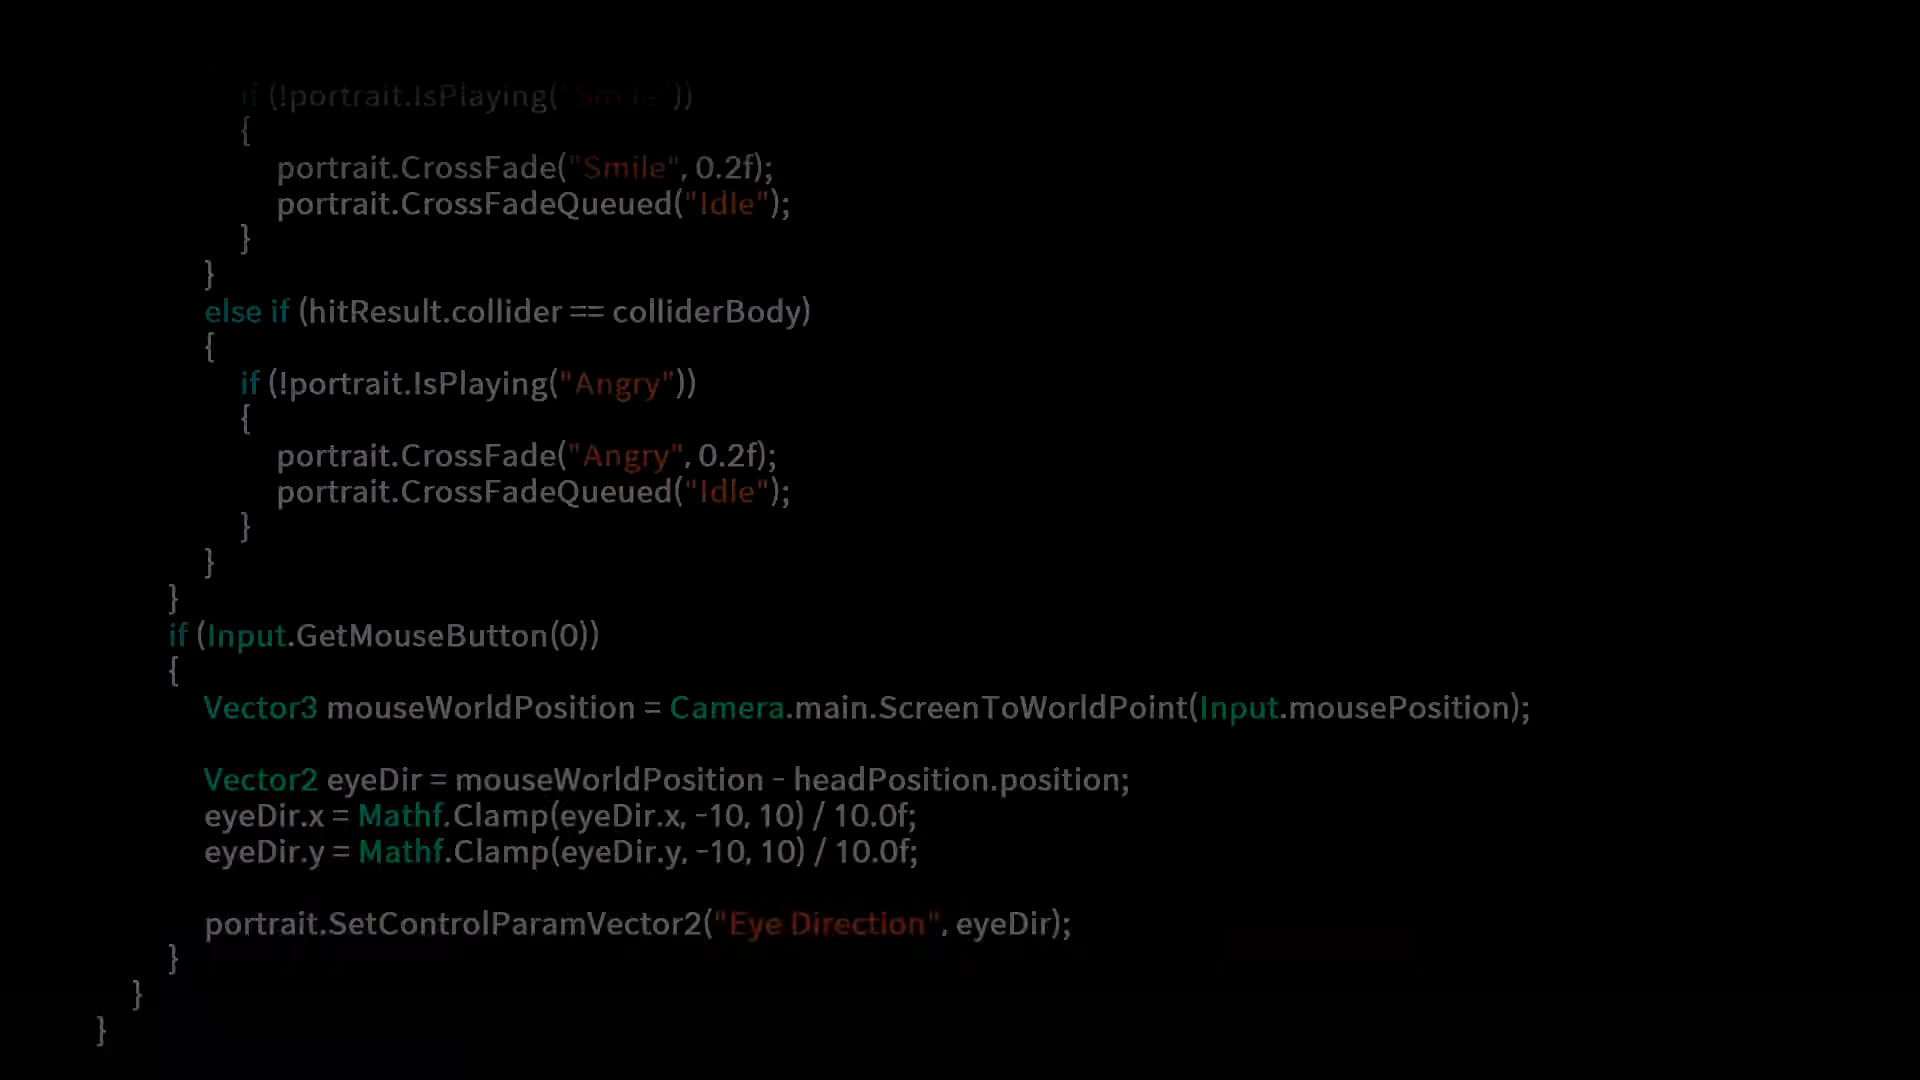 if (!portrait.IsPlaying("Smile"))
{
portrait.CrossFade("Smile", 0.2f);
portrait.CrossFadeQueued("Idle");
}
}
else if (hitResult.collider == colliderBody)
{
if (!portrait.IsPlaying("Angry"))
{
portrait.CrossFade("Angry", 0.2f);
portrait.CrossFadeQueued("Idle");
}
}
}
if (Input.GetMouseButton(0))
{
Vector3 mouseWorldPosition = Camera.main.ScreenToWorldPoint(Input.mousePosition);
Vector2 eyeDir = mouseWorldPosition - headPosition.position;
eyeDir.x = Mathf.Clamp(eyeDir.x, -10, 10) / 10.0f;
eyeDir.y = Mathf.Clamp(eyeDir.y, -10, 10) / 10.0f;
portrait.SetControlParamVector2("Eye Direction", eyeDir);
}
}
}